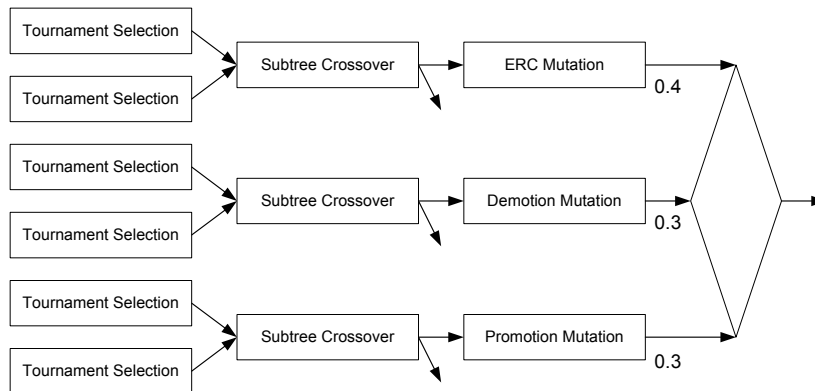 Tournament Selection
Tournament Selection
Subtree Crossover
ERC Mutation
0.4
Tournament Selection
Tournament Selection
Subtree Crossover
Demotion Mutation
0.3
Tournament Selection
Tournament Selection
Subtree Crossover
Promotion Mutation
0.3